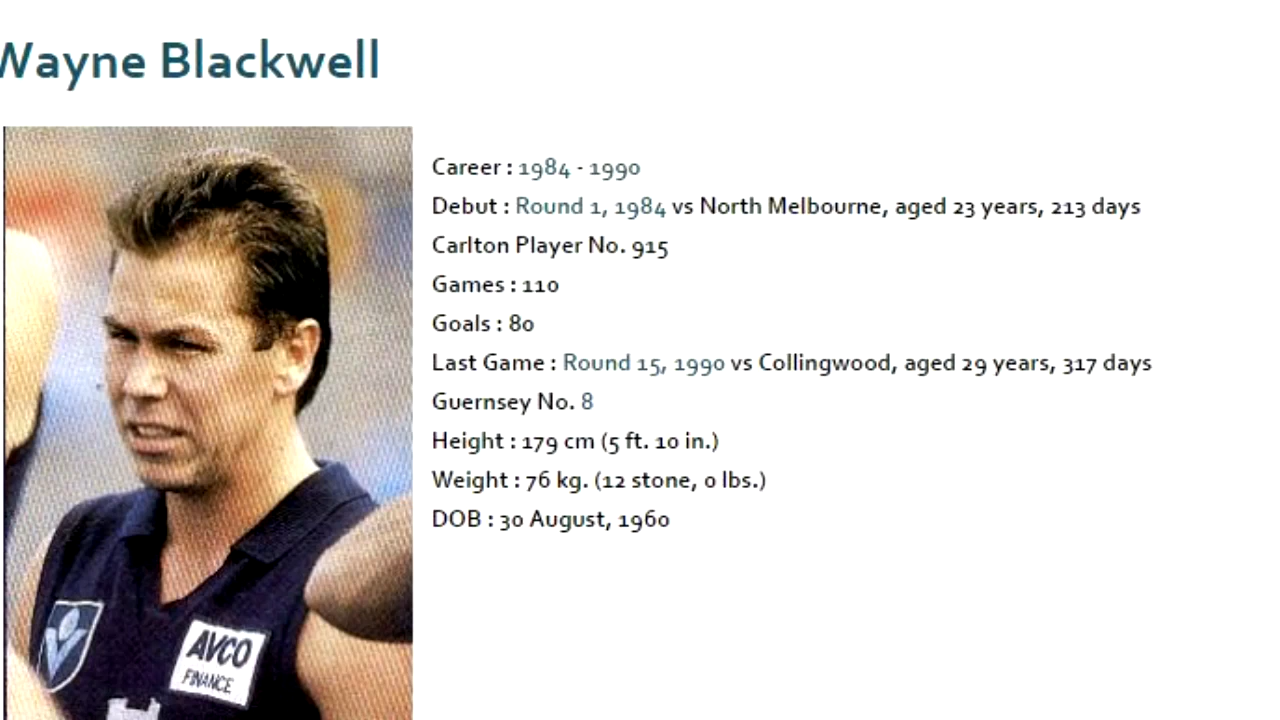 Wayne Blackwell
Career : 1984 - 1990
Debut : Round 1, 1984 vs North Melbourne, aged 23 years, 213 days
Carlton Player No. 915
Games : 110
Goals : 80
Last Game : Round 15, 1990 vs Collingwood, aged 29 years, 317 days
Guernsey No. 8
Height : 179 cm (5 ft. 10 in.)
Weight : 76 kg. (12 stone, 0 lbs.)
DOB : 30 August, 1960
AVCO
FINANCE